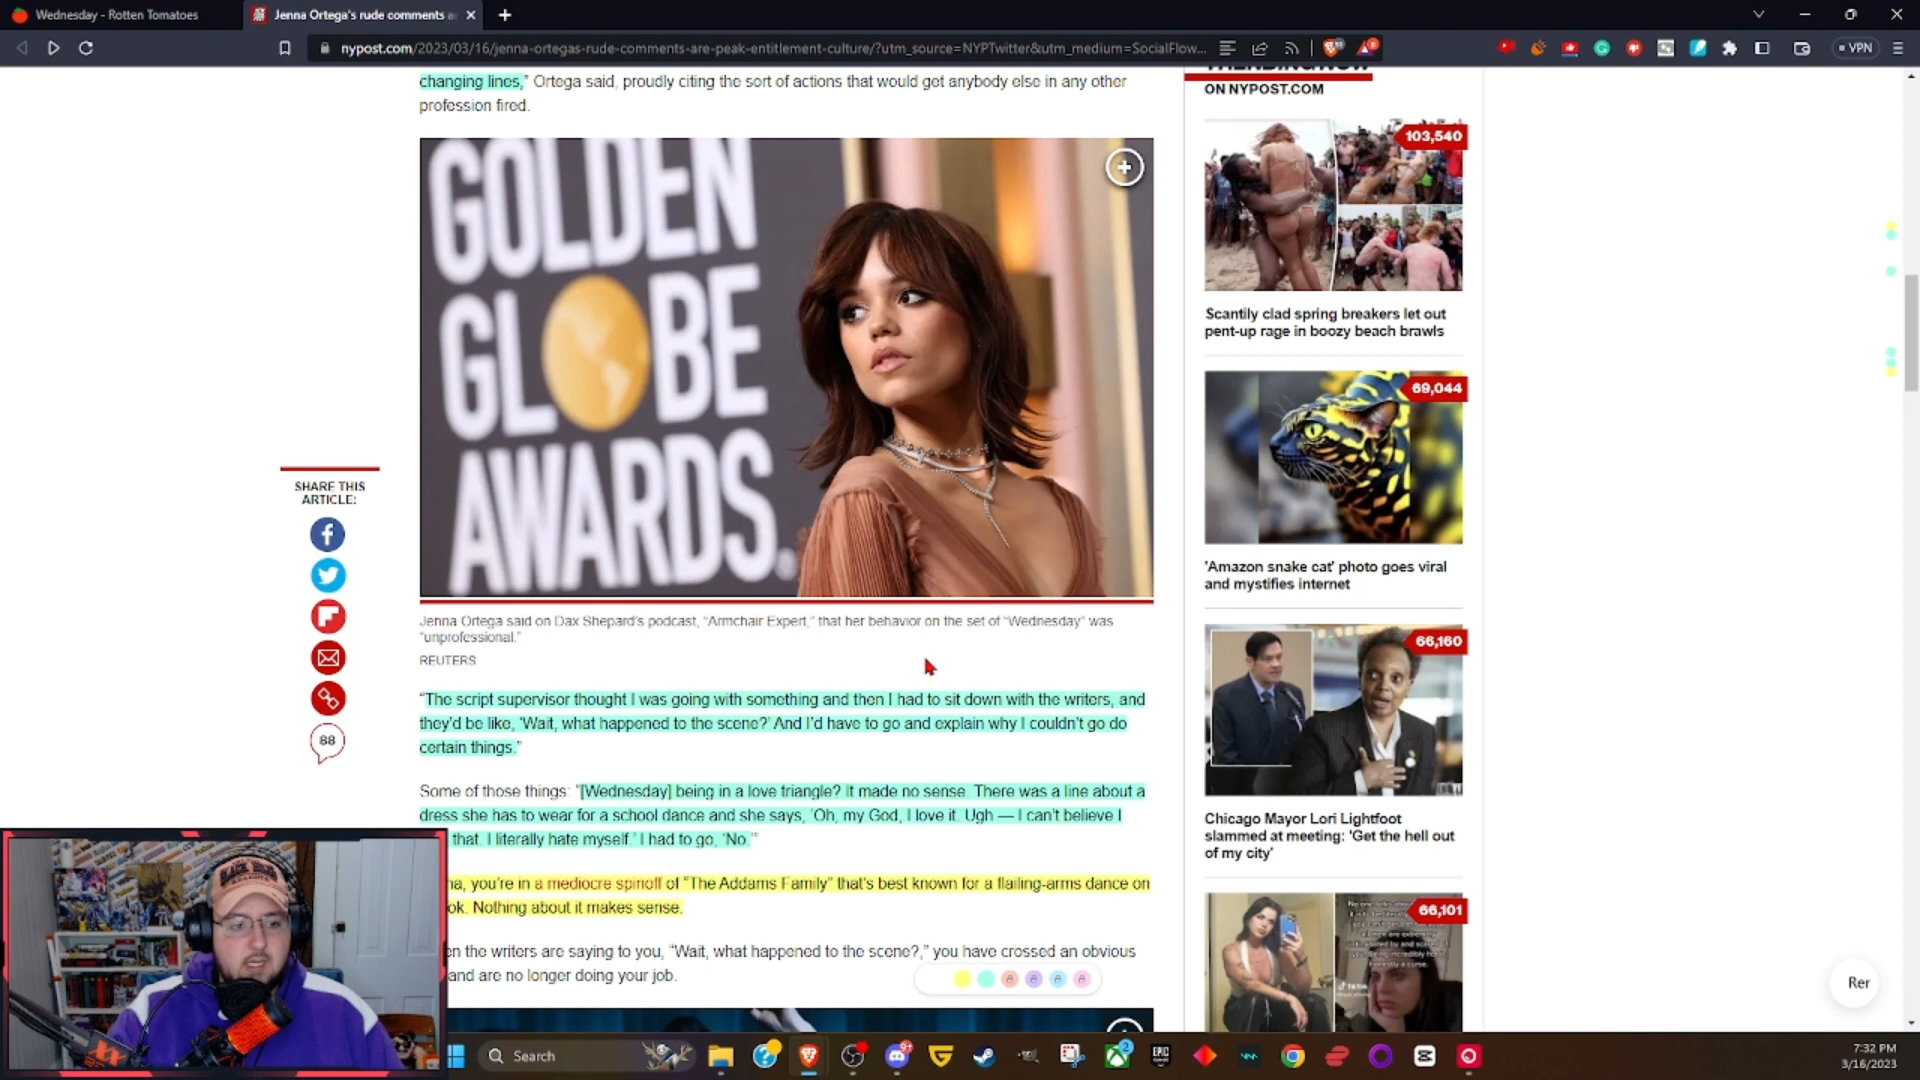 Wednesday - Rotten Tomatoes
Jenna Ortega's rude comments a
nypost.com/2023/03/16/jenna-ortegas-rude-comments-are-peak-entitlement-culture/?utm_source=NYPTwitter&utm_medium=SocialFlow...
VPN
changing lines," Ortega said, proudly citing the sort of actions that would get anybody else in any other
profession fired.
GOLDEN
GLOBE
AWARDS.
SHARE THIS
ARTICLE:
88
Jenna Ortega said on Dax Shepard's podcast, "Armchair Expert," that her behavior on the set of "Wednesday" was
"unprofessional."
REUTERS
"The script supervisor thought I was going with something and then I had to sit down with the writers, and
they'd be like, 'Wait, what happened to the scene?' And I'd have to go and explain why I couldn't go do
certain things."
Some of those things: "[Wednesday] being in a love triangle? It made no sense. There was a line about a
dress she has to wear for a school dance and she says, 'Oh, my God, I love it. Ugh — I can't believe I
that. I literally hate myself.' I had to go, 'No.'"
na, you're in a mediocre spinoff of "The Addams Family" that's best known for a flailing-arms dance on
ok. Nothing about it makes sense.
en the writers are saying to you, "Wait, what happened to the scene?," you have crossed an obvious
and are no longer doing your job.
ON NYPOST.COM
103,540
Scantily clad spring breakers let out
pent-up rage in boozy beach brawls
69,044
'Amazon snake cat' photo goes viral
and mystifies internet
66,160
Chicago Mayor Lori Lightfoot
slammed at meeting: 'Get the hell out
of my city'
66,101
Rer
Search
7:32 PM
3/16/2023